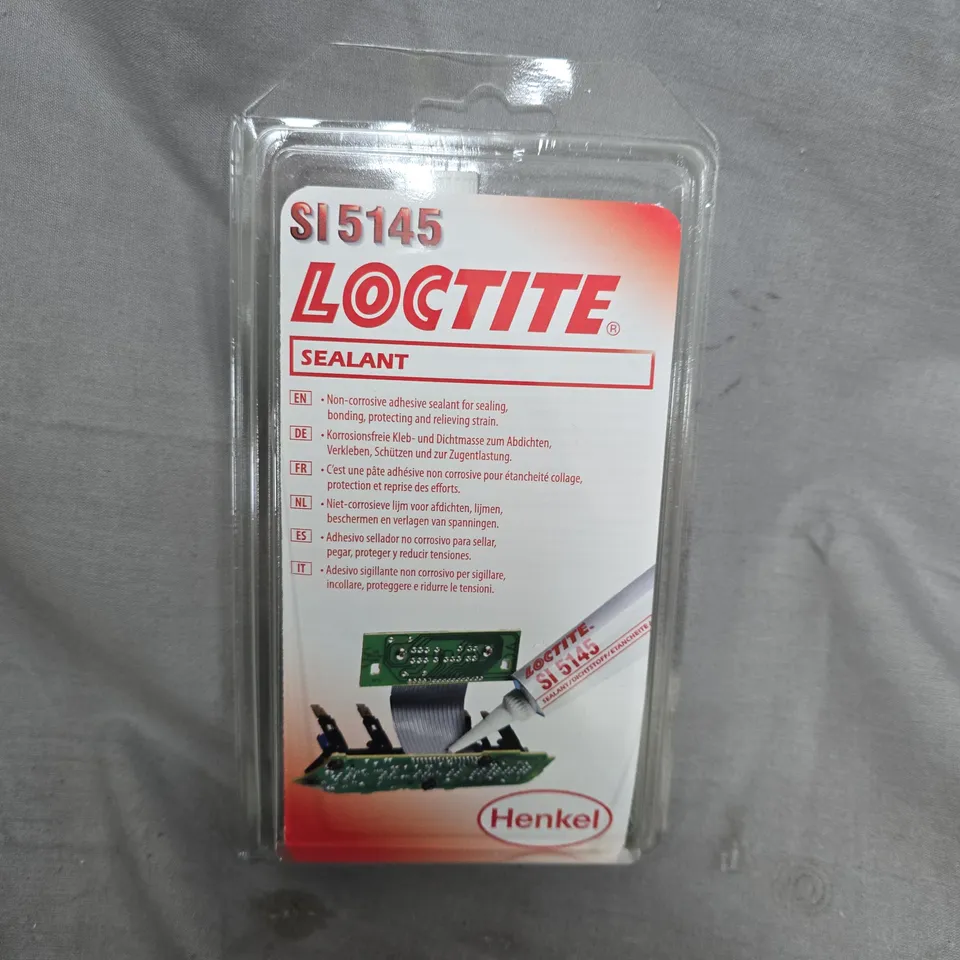 SI 5145
LOCTITE®
SEALANT
EN • Non-corrosive adhesive sealant for sealing,
bonding, protecting and relieving strain.
DE • Korrosionsfreie Kleb- und Dichtmasse zum Abdichten,
Verkleben, Schützen und zur Zugentlastung.
FR • C'est une pâte adhésive non corrosive pour étancheité collage,
protection et reprise des efforts.
NL • Niet-corrosieve lijm voor afdichten, lijmen,
beschermen en verlagen van spanningen.
ES • Adhesivo sellador no corrosivo para sellar,
pegar, proteger y reducir tensiones.
IT • Adesivo sigillante non corrosivo per sigillare,
incollare, proteggere e ridurre le tensioni.
LOCTITE
SI 5145
SEALANT/DICHTSTOFF/ETANCHEITE
Henkel